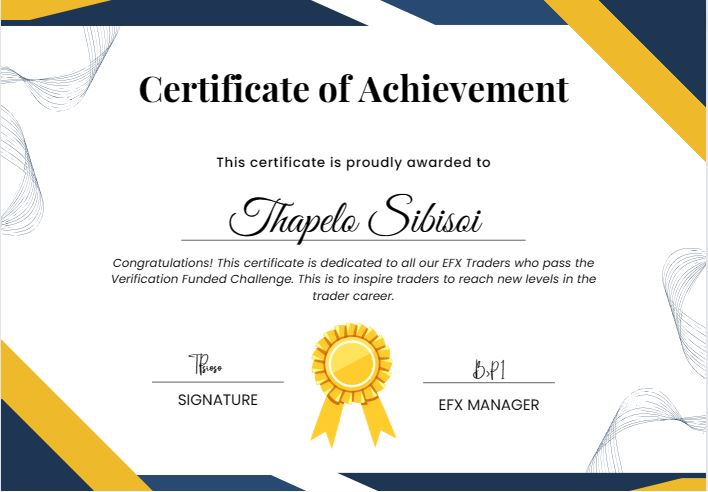 Certificate of Achievement
This certificate is proudly awarded to
Thapelo Sibisoi
Congratulations! This certificate is dedicated to all our EFX Traders who pass the
Verification Funded Challenge. This is to inspire traders to reach new levels in the
trader career.
SIGNATURE
EFX MANAGER